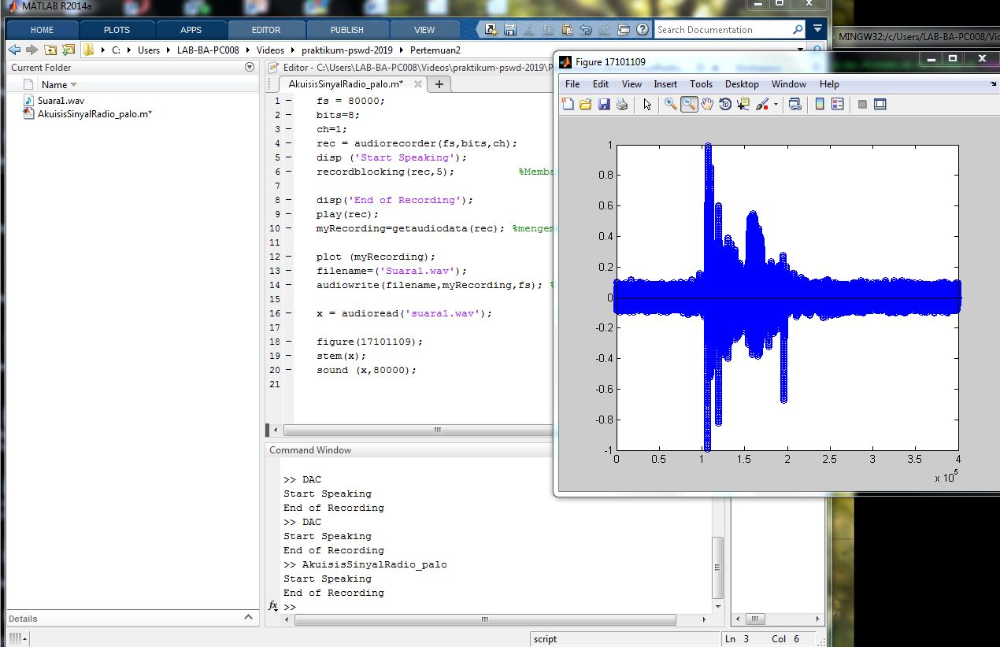 MATLAB R2014a
HOME PLOTS APPS EDITOR PUBLISH VIEW
Search Documentation
C: Users LAB-BA-PC008 Videos praktikum-pswd-2019 Pertemuan2
MINGW32:/c/Users/LAB-BA-PC008/Vid
Current Folder
Name
Suara1.wav
AkuisisSinyalRadio_palo.m*
Details
Editor - C:\Users\LAB-BA-PC008\Videos\praktikum-pswd-2019\P
AkuisisSinyalRadio_palo.m*
1 fs = 80000;
2 bits=8;
3 ch=1;
4 rec = audiorecorder(fs,bits,ch);
5 disp ('Start Speaking');
6 recordblocking(rec,5); %Memba
7
8 disp('End of Recording');
9 play(rec);
10 myRecording=getaudiodata(rec); %menger
11
12 plot (myRecording);
13 filename=('Suara1.wav');
14 audiowrite(filename,myRecording,fs); %
15
16 x = audioread('suara1.wav');
17
18 figure(17101109);
19 stem(x);
20 sound (x,80000);
21
Command Window
>> DAC
Start Speaking
End of Recording
>> DAC
Start Speaking
End of Recording
>> AkuisisSinyalRadio_palo
Start Speaking
End of Recording
fx >>
script
Ln 3 Col 6
Figure 17101109
File Edit View Insert Tools Desktop Window Help
1
0.8
0.6
0.4
0.2
0
-0.2
-0.4
-0.6
-0.8
-1
0 0.5 1 1.5 2 2.5 3 3.5 4
x 10^5